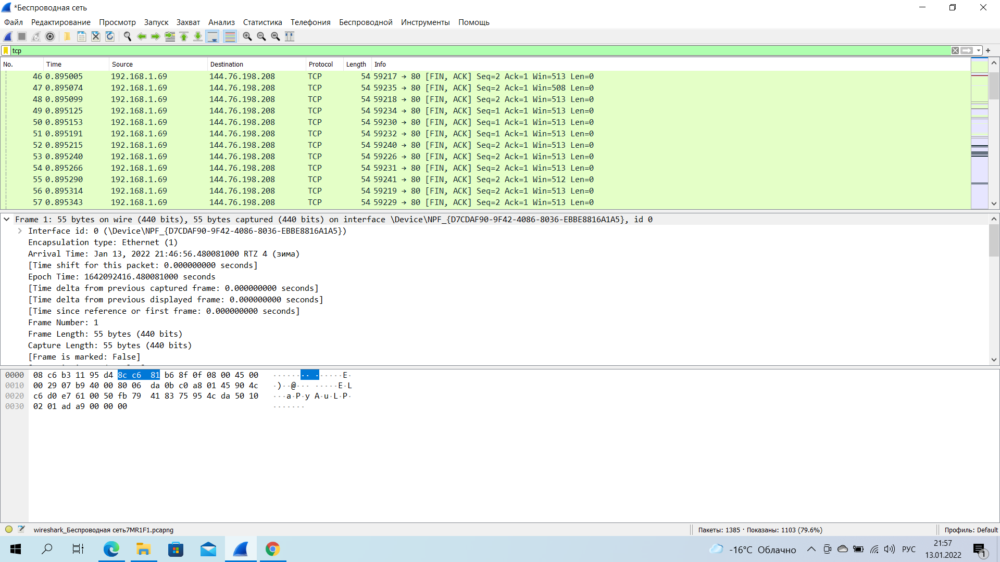 *Беспроводная сеть
Файл Редактирование Просмотр Запуск Захват Анализ Статистика Телефония Беспроводной Инструменты Помощь
tcp
No. Time Source Destination Protocol Length Info
46 0.895005 192.168.1.69 144.76.198.208 TCP 54 59217 → 80 [FIN, ACK] Seq=2 Ack=1 Win=513 Len=0
47 0.895074 192.168.1.69 144.76.198.208 TCP 54 59235 → 80 [FIN, ACK] Seq=2 Ack=1 Win=508 Len=0
48 0.895099 192.168.1.69 144.76.198.208 TCP 54 59218 → 80 [FIN, ACK] Seq=2 Ack=1 Win=513 Len=0
49 0.895125 192.168.1.69 144.76.198.208 TCP 54 59234 → 80 [FIN, ACK] Seq=1 Ack=1 Win=513 Len=0
50 0.895153 192.168.1.69 144.76.198.208 TCP 54 59230 → 80 [FIN, ACK] Seq=1 Ack=1 Win=513 Len=0
51 0.895191 192.168.1.69 144.76.198.208 TCP 54 59232 → 80 [FIN, ACK] Seq=1 Ack=1 Win=513 Len=0
52 0.895215 192.168.1.69 144.76.198.208 TCP 54 59240 → 80 [FIN, ACK] Seq=2 Ack=1 Win=513 Len=0
53 0.895240 192.168.1.69 144.76.198.208 TCP 54 59226 → 80 [FIN, ACK] Seq=2 Ack=1 Win=513 Len=0
54 0.895266 192.168.1.69 144.76.198.208 TCP 54 59231 → 80 [FIN, ACK] Seq=2 Ack=1 Win=513 Len=0
55 0.895290 192.168.1.69 144.76.198.208 TCP 54 59241 → 80 [FIN, ACK] Seq=2 Ack=1 Win=512 Len=0
56 0.895314 192.168.1.69 144.76.198.208 TCP 54 59219 → 80 [FIN, ACK] Seq=2 Ack=1 Win=513 Len=0
57 0.895343 192.168.1.69 144.76.198.208 TCP 54 59229 → 80 [FIN, ACK] Seq=2 Ack=1 Win=513 Len=0
Frame 1: 55 bytes on wire (440 bits), 55 bytes captured (440 bits) on interface \Device\NPF_{D7CDAF90-9F42-4086-8036-EBBE8816A1A5}, id 0
Interface id: 0 (\Device\NPF_{D7CDAF90-9F42-4086-8036-EBBE8816A1A5})
Encapsulation type: Ethernet (1)
Arrival Time: Jan 13, 2022 21:46:56.480081000 RTZ 4 (зима)
[Time shift for this packet: 0.000000000 seconds]
Epoch Time: 1642092416.480081000 seconds
[Time delta from previous captured frame: 0.000000000 seconds]
[Time delta from previous displayed frame: 0.000000000 seconds]
[Time since reference or first frame: 0.000000000 seconds]
Frame Number: 1
Frame Length: 55 bytes (440 bits)
Capture Length: 55 bytes (440 bits)
[Frame is marked: False]
0000 08 c6 b3 11 95 d4 8c c6 81 b6 8f 0f 08 00 45 00 ·············· E·
0010 00 29 07 b9 40 00 80 06 da 0b c0 a8 01 45 90 4c ·)··@··· ·····E·L
0020 c6 d0 e7 61 00 50 fb 79 41 83 75 95 4c da 50 10 ···a·P·y A·u·L·P·
0030 02 01 ad a9 00 00 00 ·······
wireshark_Беспроводная сеть7MR1F1.pcapng
Пакеты: 1385 · Показаны: 1103 (79.6%)
Профиль: Default
-16°C Облачно
РУС
21:57
13.01.2022
1